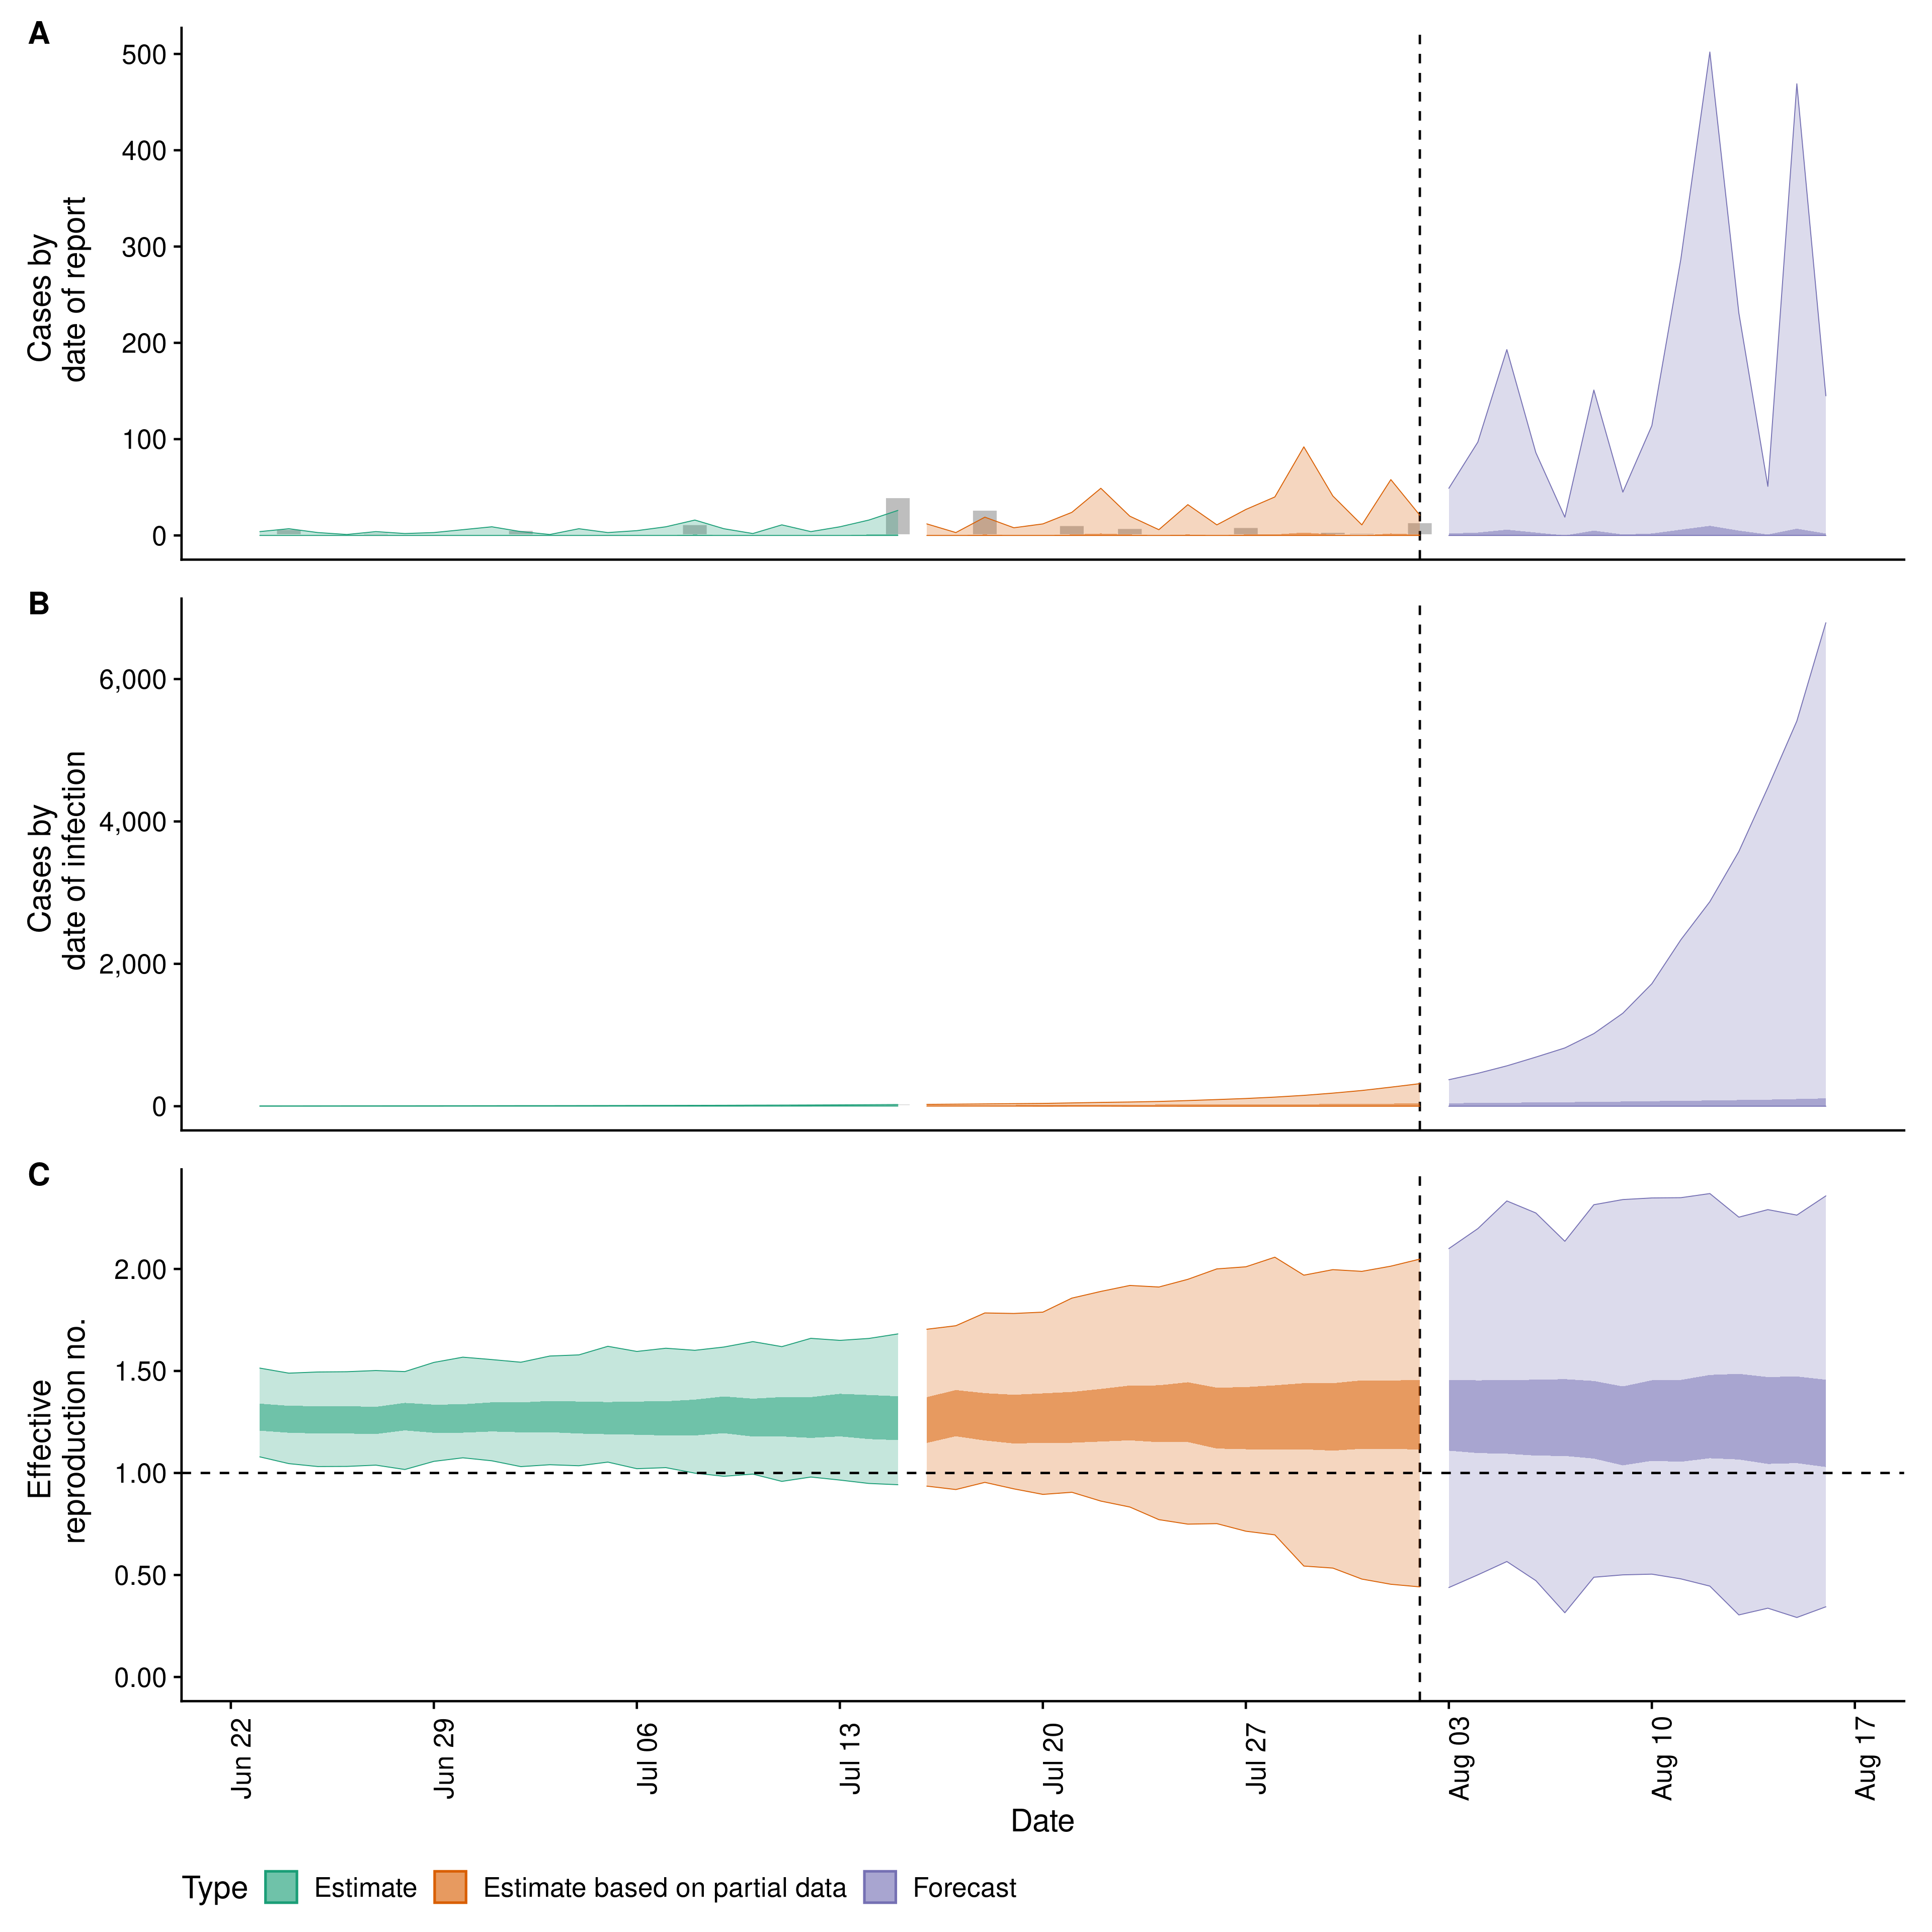 A
Cases by
date of report
500
400
300
200
100
0
B
Cases by
date of infection
6,000
4,000
2,000
0
C
Effective
reproduction no.
2.00
1.50
1.00
0.50
0.00
Jun 22
Jun 29
Jul 06
Jul 13
Jul 20
Jul 27
Aug 03
Aug 10
Aug 17
Date
Type Estimate Estimate based on partial data Forecast